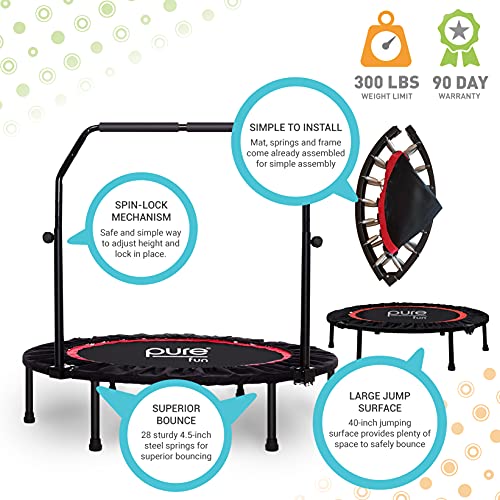 300 LBS
WEIGHT LIMIT
90 DAY
WARRANTY
SIMPLE TO INSTALL
Mat, springs and frame
come already assembled
for simple assembly
SPIN-LOCK
MECHANISM
Safe and simple way
to adjust height and
lock in place.
pure
fun
pure
fun
SUPERIOR
BOUNCE
28 sturdy 4.5-inch
steel springs for
superior bouncing
LARGE JUMP
SURFACE
40-inch jumping
surface provides plenty of
space to safely bounce